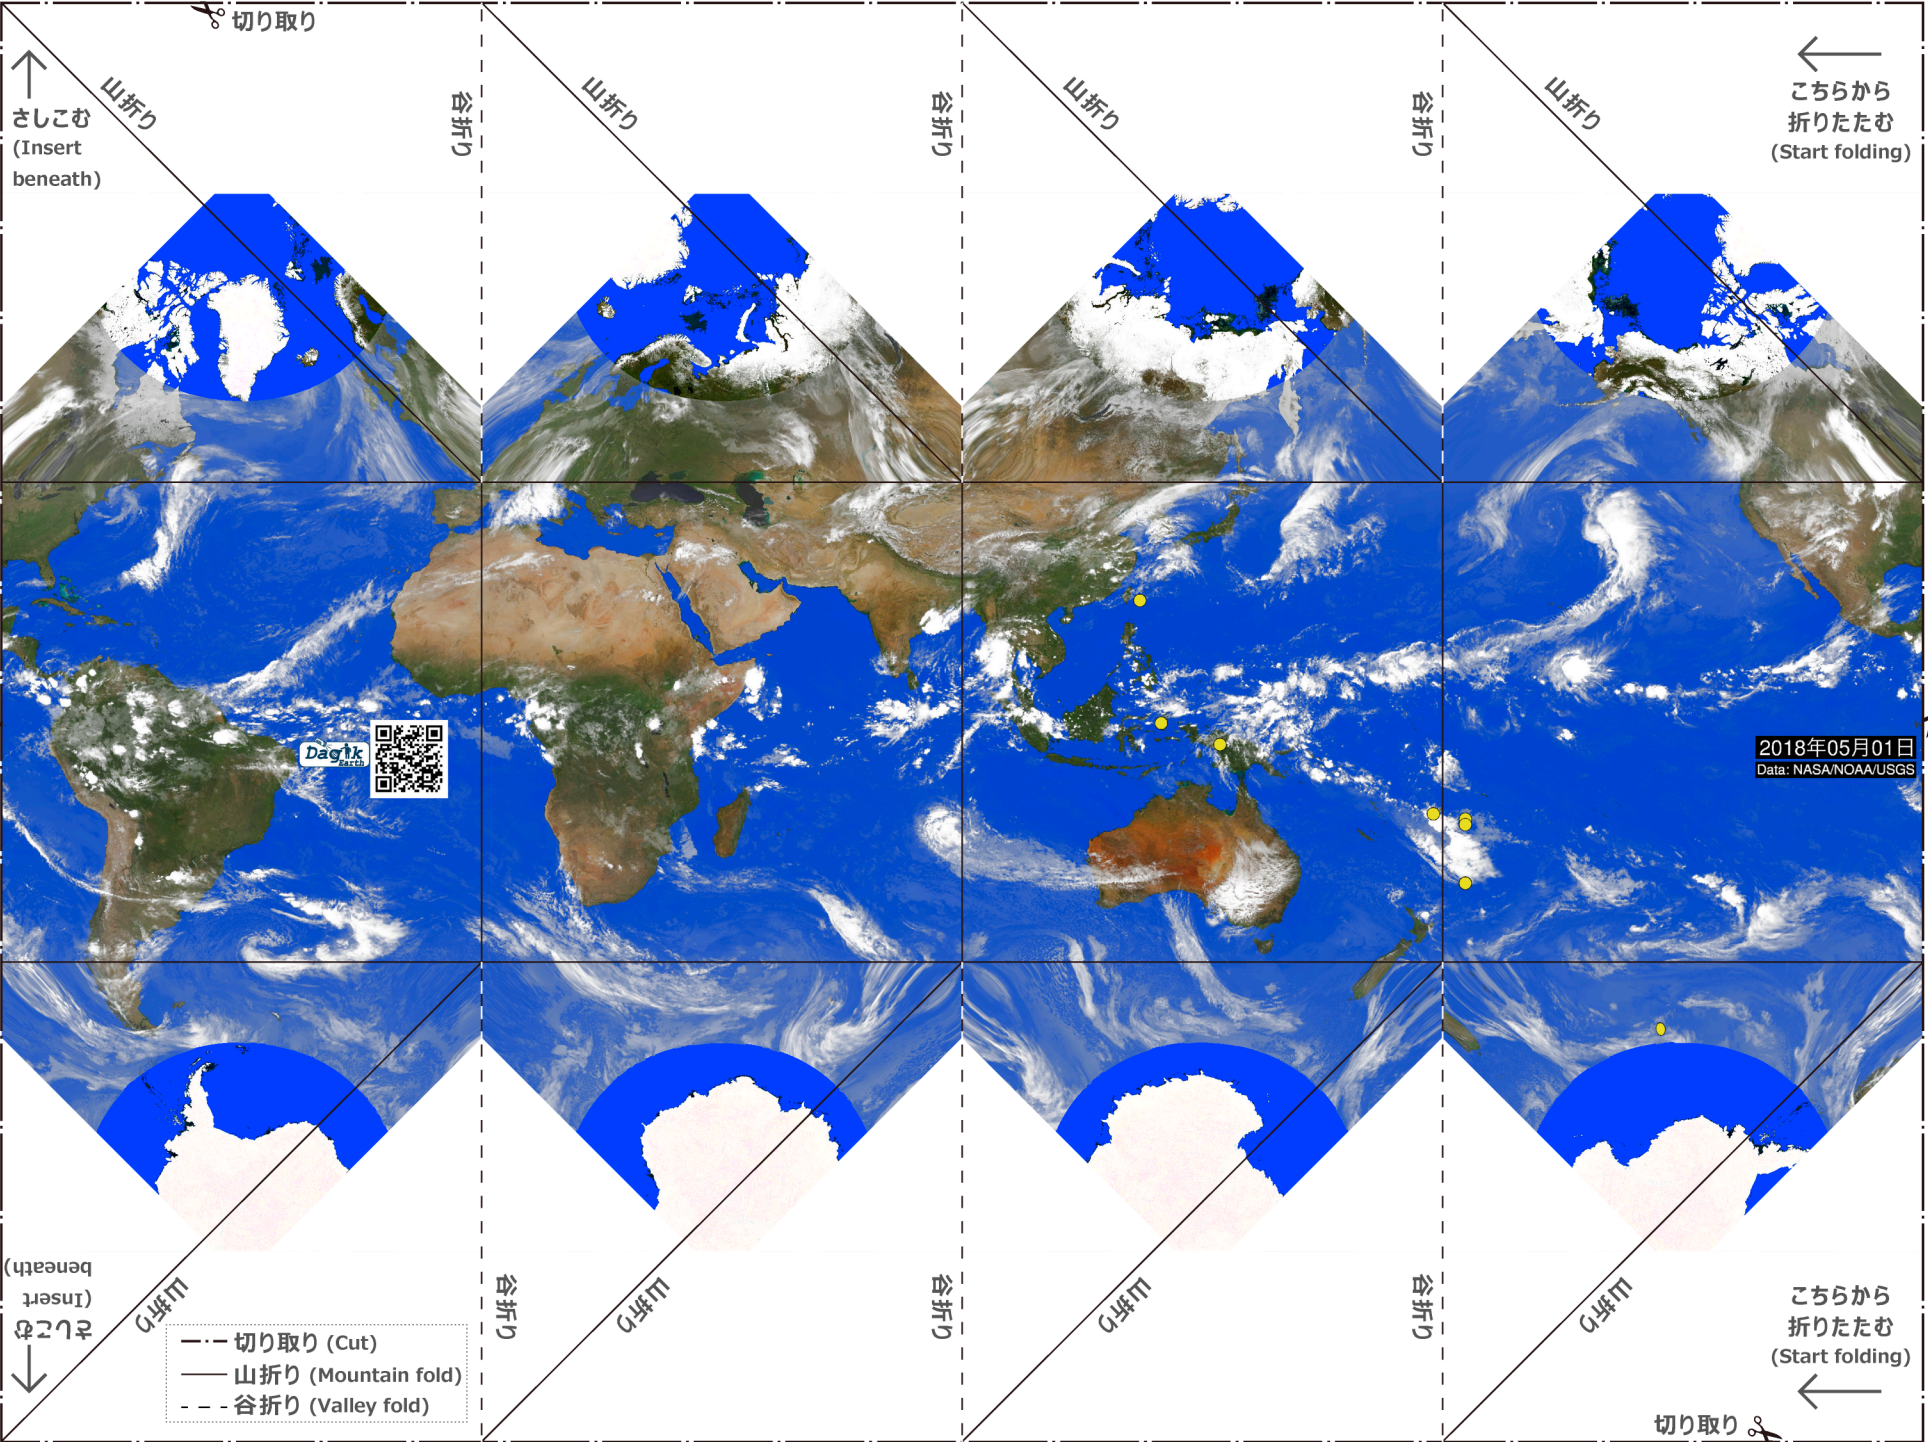 切り取り
さしこむ
(Insert
beneath)
山折り
谷折り
山折り
谷折り
山折り
谷折り
山折り
こちらから
折りたたむ
(Start folding)
Dagik
Earth
2018年05月01日
Data: NASA/NOAA/USGS
さしこむ
(Insert
beneath)
山折り
谷折り
山折り
谷折り
山折り
谷折り
山折り
切り取り (Cut)
山折り (Mountain fold)
谷折り (Valley fold)
こちらから
折りたたむ
(Start folding)
切り取り